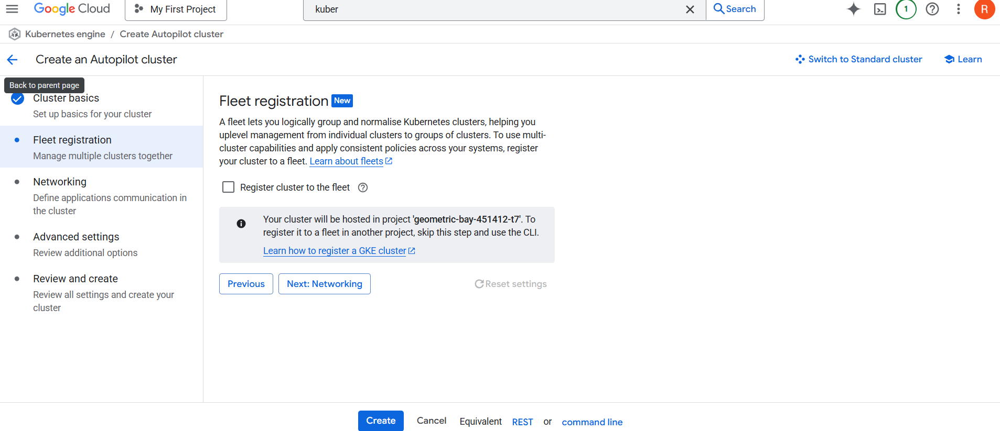 Google Cloud
My First Project
kuber
Search
1
R
Kubernetes engine / Create Autopilot cluster
Create an Autopilot cluster
Switch to Standard cluster
Learn
Back to parent page
Cluster basics
Set up basics for your cluster
Fleet registration
Manage multiple clusters together
Networking
Define applications communication in
the cluster
Advanced settings
Review additional options
Review and create
Review all settings and create your
cluster
Fleet registration New
A fleet lets you logically group and normalise Kubernetes clusters, helping you
uplevel management from individual clusters to groups of clusters. To use multi-
cluster capabilities and apply consistent policies across your systems, register
your cluster to a fleet. Learn about fleets
Register cluster to the fleet
Your cluster will be hosted in project 'geometric-bay-451412-t7'. To
register it to a fleet in another project, skip this step and use the CLI.
Learn how to register a GKE cluster
Previous
Next: Networking
Reset settings
Create
Cancel
Equivalent REST or command line